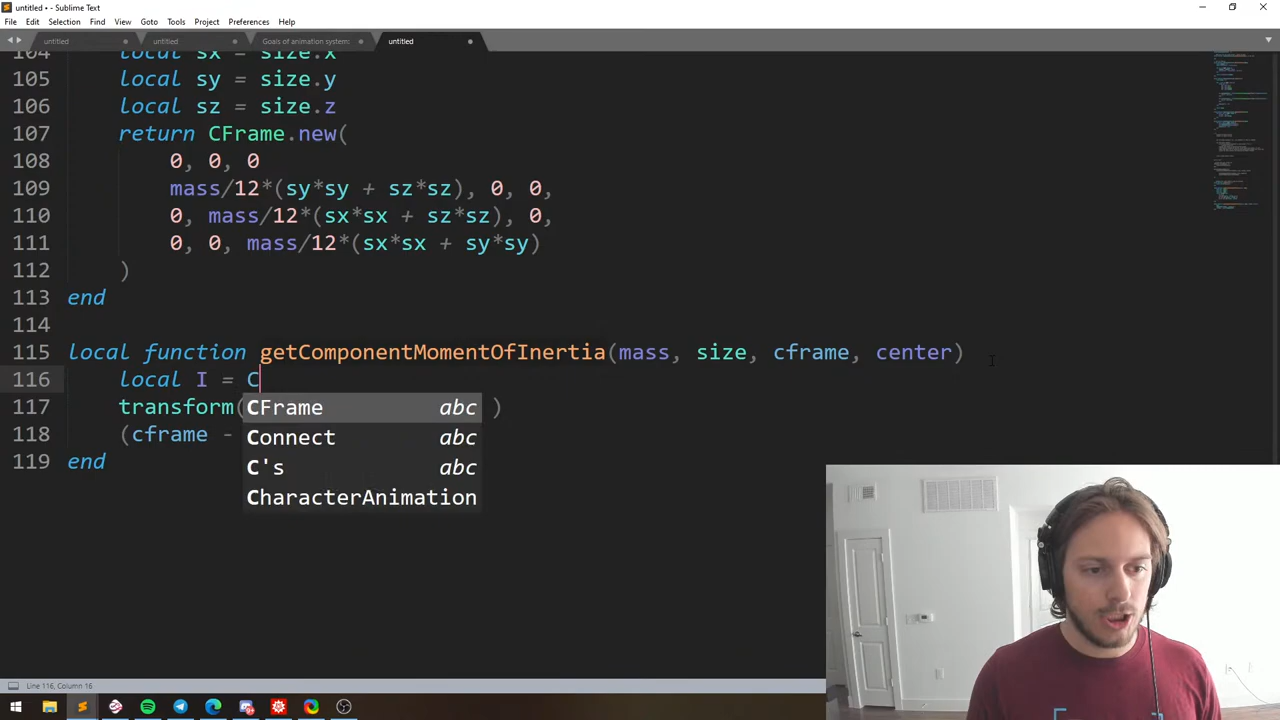 untitled • - Sublime Text
File Edit Selection Find View Goto Tools Project Preferences Help
untitled untitled Goals of animation system: untitled
104 local sx = size.x
105 local sy = size.y
106 local sz = size.z
107 return CFrame.new(
108 0, 0, 0
109 mass/12*(sy*sy + sz*sz), 0, 0,
110 0, mass/12*(sx*sx + sz*sz), 0,
111 0, 0, mass/12*(sx*sx + sy*sy)
112 )
113 end
114
115 local function getComponentMomentOfInertia(mass, size, cframe, center)
116 local I = C
117 transform( )
CFrame abc
118 (cframe -
Connect abc
119 end
C's abc
CharacterAnimation
Line 116, Column 16